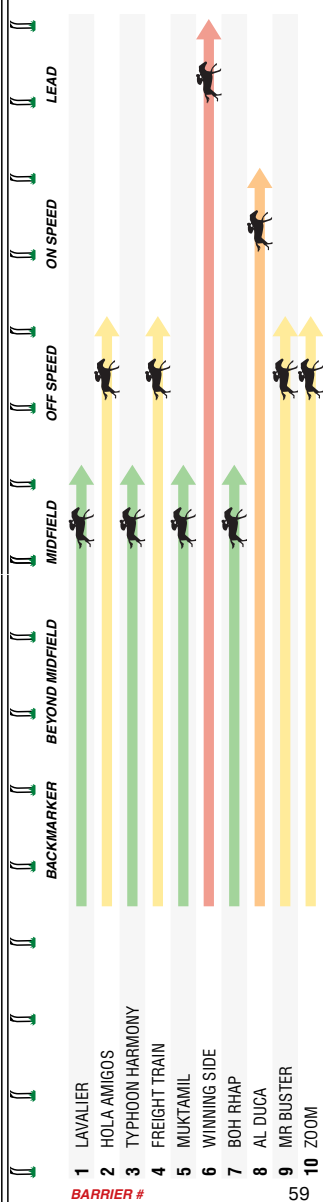 LEAD
ON SPEED
OFF SPEED
MIDFIELD
BEYOND MIDFIELD
BACKMARKER
1 LAVALIER
2 HOLA AMIGOS
3 TYPHOON HARMONY
4 FREIGHT TRAIN
5 MUKTAMIL
6 WINNING SIDE
7 BOH RHAP
8 AL DUCA
9 MR BUSTER
10 ZOOM
BARRIER #
59